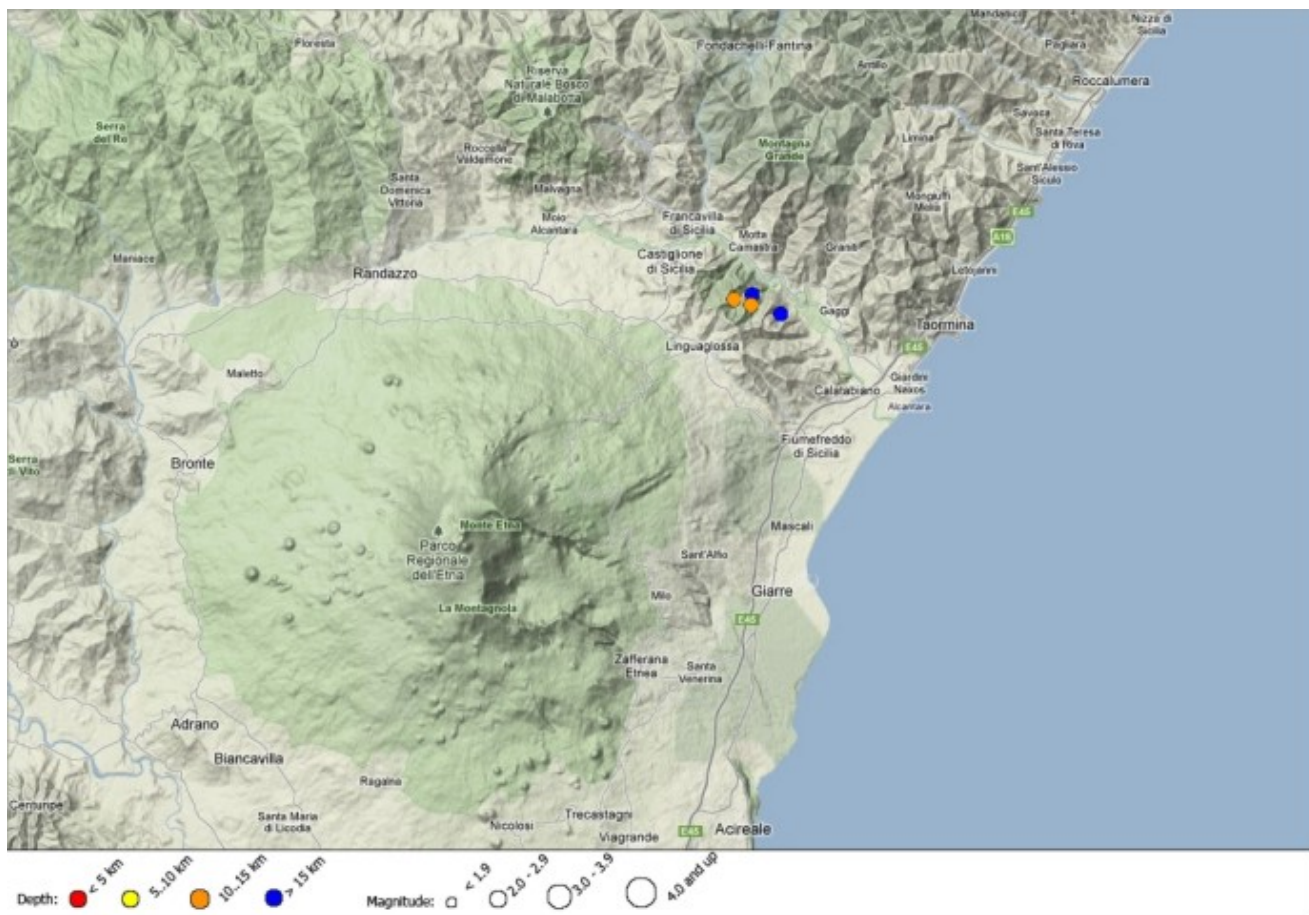 Mandanici
Nizza di
Sicilia
Floresta
Fondachelli-Fantina
Pagliara
Antillo
Roccalumera
Riserva
Naturale Bosco
di Malabotta
Savoca
Serra
del Re
Limina
Santa Teresa
di Riva
Montagna
Grande
Roccella
Valdemone
Sant'Alessio
Siculo
Santa
Domenica
Vittoria
Malvagna
Mongiuffi
Melia
Moio
Alcantara
Francavilla
di Sicilia
E45
Motta
Camastra
A18
Graniti
Castiglione
di Sicilia
Maniace
Letojanni
Randazzo
Gaggi
Taormina
Linguaglossa
E45
Maletto
Giardini
Naxos
Calatabiano
Alcantara
Fiumefreddo
di Sicilia
Bronte
Serra
di Vito
Monte Etna
Mascali
Parco
Regionale
dell'Etna
Sant'Alfio
Milo
Giarre
La Montagnola
E45
Zafferana
Etnea
Santa
Venerina
Adrano
Biancavilla
Ragalna
Centuripe
Santa Maria
di Licodia
Nicolosi
Trecastagni
Viagrande
E45
Acireale
Depth: < 5 km 5..10 km 10..15 km > 15 km Magnitude: < 1.9 2.0 - 2.9 3.0 - 3.9 4.0 and up